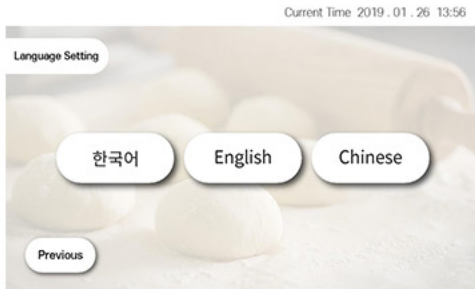 Current Time 2019 . 01 . 26 13:56
Language Setting
한국어 English Chinese
Previous